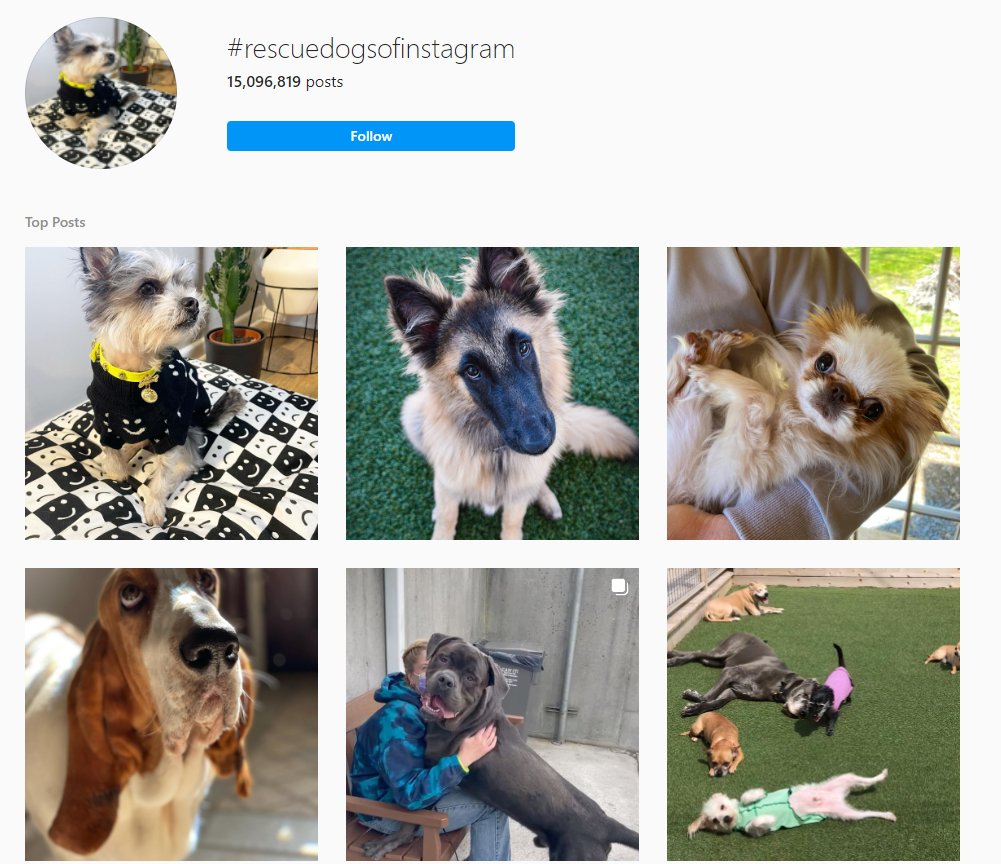 #rescuedogsofinstagram
15,096,819 posts
Follow
Top Posts